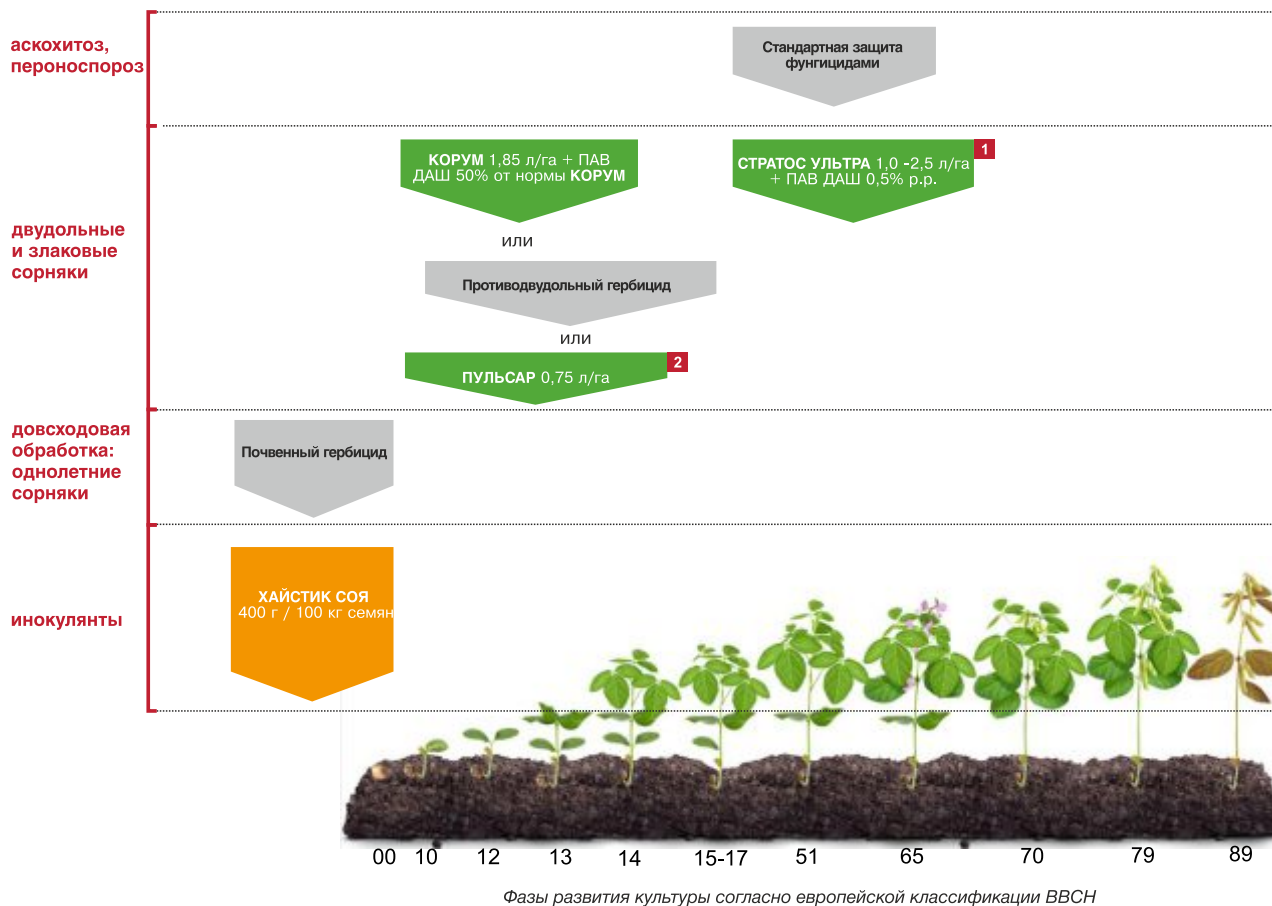 аскохитоз,
пероноспороз
Стандартная защита
фунгицидами
двудольные
и злаковые
сорняки
КОРУМ 1,85 л/га + ПАВ
ДАШ 50% от нормы КОРУМ
СТРАТОС УЛЬТРА 1,0 -2,5 л/га
+ ПАВ ДАШ 0,5% р.р.
1
или
Противодвудольный гербицид
или
ПУЛЬСАР 0,75 л/га
2
довсходовая
обработка:
однолетние
сорняки
Почвенный гербицид
инокулянты
ХАЙСТИК СОЯ
400 г / 100 кг семян
00 10 12 13 14 15-17 51 65 70 79 89
Фазы развития культуры согласно европейской классификации ВВСН